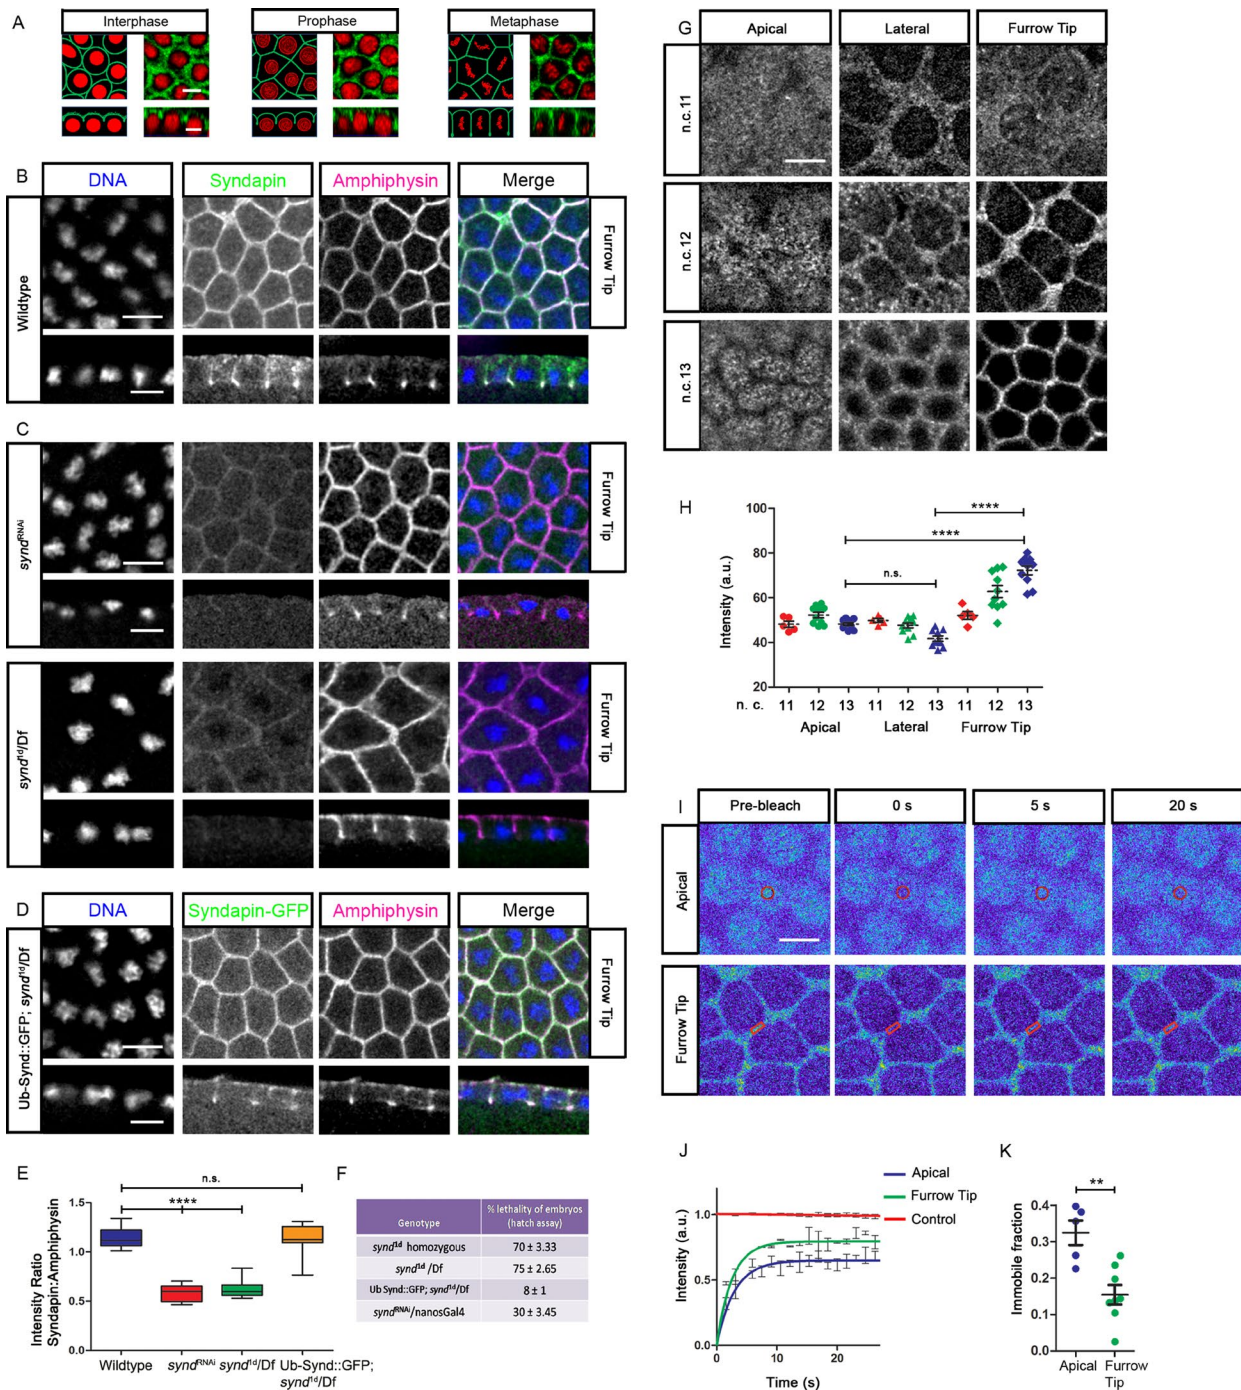 A
Interphase
Prophase
Metaphase
B
DNA
Syndapin
Amphiphysin
Merge
Wildtype
Furrow Tip
C
synd^RNAi
Furrow Tip
synd^1d/Df
Furrow Tip
D
DNA
Syndapin-GFP
Amphiphysin
Merge
Ub-Synd::GFP; synd^1d/Df
Furrow Tip
E
Intensity Ratio
Syndapin:Amphiphysin
1.5
1.0
0.5
0.0
n.s.
****
Wildtype
synd^RNAi
synd^1d/Df
Ub-Synd::GFP;
synd^1d/Df
F
Genotype
% lethality of embryos
(hatch assay)
synd^1d homozygous
70 ± 3.33
synd^1d /Df
75 ± 2.65
Ub Synd::GFP; synd^1d/Df
8 ± 1
synd^RNAi/nanosGal4
30 ± 3.45
G
Apical
Lateral
Furrow Tip
n.c.11
n.c.12
n.c.13
H
Intensity (a.u.)
100
80
60
40
20
****
****
n.s.
n. c.
11 12 13 11 12 13 11 12 13
Apical
Lateral
Furrow Tip
I
Pre-bleach
0 s
5 s
20 s
Apical
Furrow Tip
J
Intensity (a.u.)
1.0
0.5
0
0 5 10 15 20 25
Time (s)
Apical
Furrow Tip
Control
K
Immobile fraction
0.4
0.3
0.2
0.1
0
**
Apical
Furrow
Tip